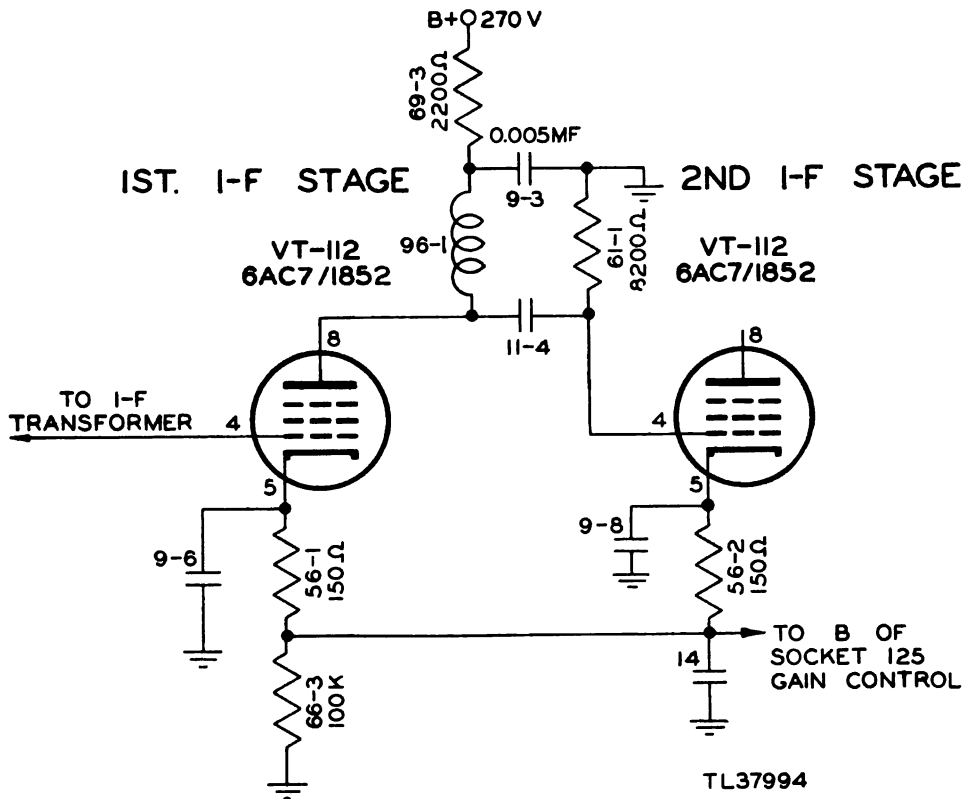 B+ 270 V
69-3
2200Ω
0.005MF
9-3
1ST. I-F STAGE
2ND I-F STAGE
96-1
61-1
8200Ω
VT-112
6AC7/1852
VT-112
6AC7/1852
8
11-4
8
TO I-F
TRANSFORMER
4
4
5
5
9-6
56-1
150Ω
9-8
56-2
150Ω
14
TO B OF
SOCKET 125
GAIN CONTROL
66-3
100K
TL37994